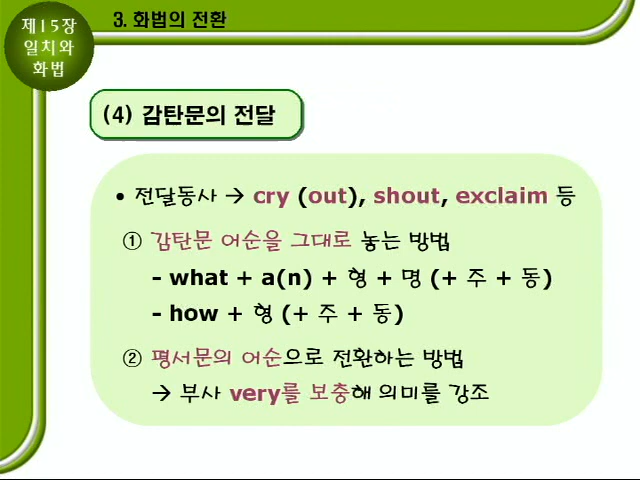 제15장
일치와
화법
3. 화법의 전환
(4) 감탄문의 전달
• 전달동사 → cry (out), shout, exclaim 등
① 감탄문 어순을 그대로 놓는 방법
- what + a(n) + 형 + 명 (+ 주 + 동)
- how + 형 (+ 주 + 동)
② 평서문의 어순으로 전환하는 방법
→ 부사 very를 보충해 의미를 강조